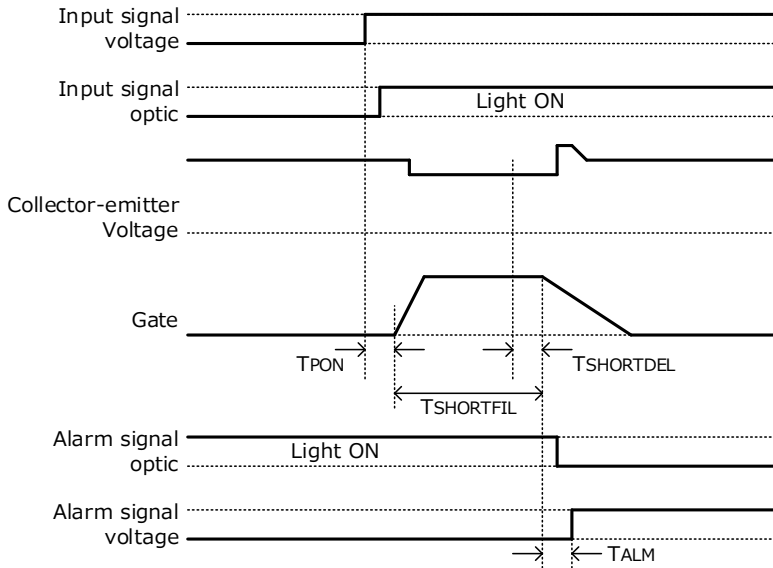 Input signal
voltage
Input signal
optic
Light ON
Collector-emitter
Voltage
Gate
TPON
TSHORTDEL
TSHORTFIL
Alarm signal
optic
Light ON
Alarm signal
voltage
TALM